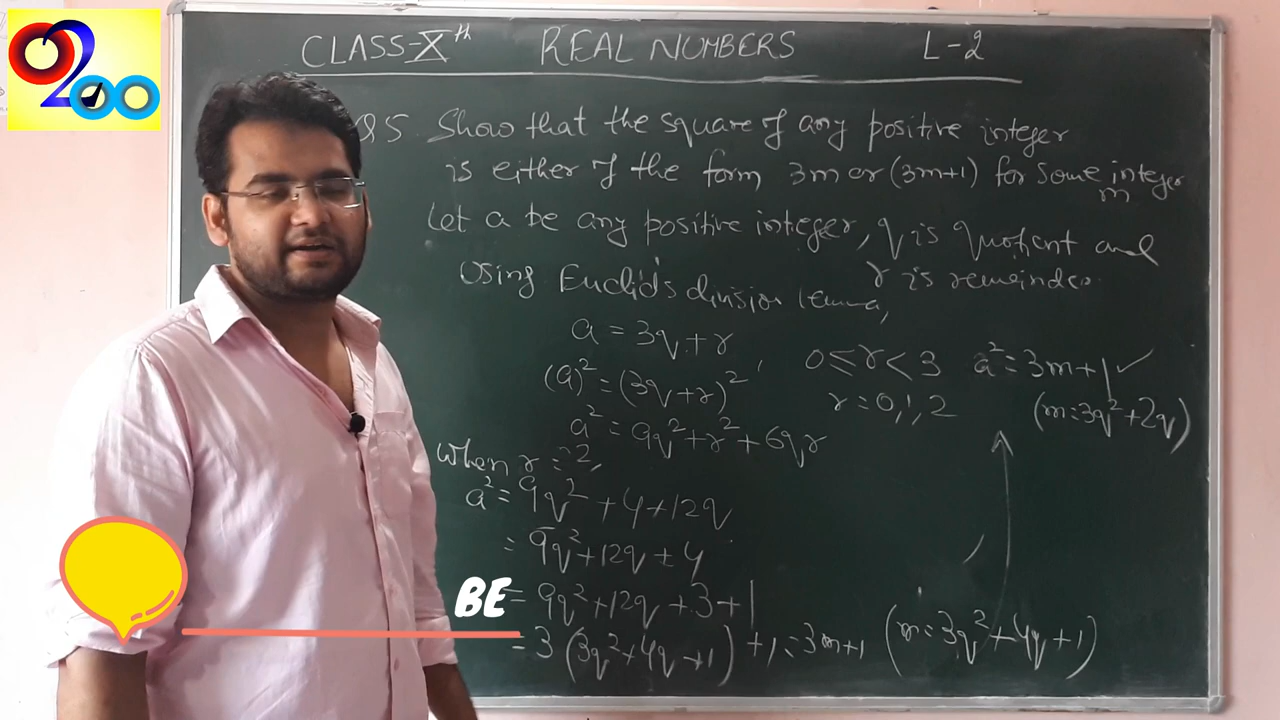 0200
CLASS-Xth REAL NUMBERS L-2
Q5 Show that the square of any positive integer
is either of the form 3m or (3m+1) for some integer
m
Let a be any positive integer, q is quotient and
r is remainder.
Using Euclid's division lemma,
a = 3q + r , 0 ≤ r < 3
(a)² = (3q+r)² r = 0,1,2
a² = 9q² + r² + 6qr
a² = 3m+1 ✓
(m=3q²+2q)
When r = 2,
a² = 9q² + 4 + 12q
= 9q² + 12q + 4
= 9q² + 12q + 3 + 1
= 3 (3q² + 4q + 1) + 1 = 3m+1 (m=3q²+4q+1)
BE